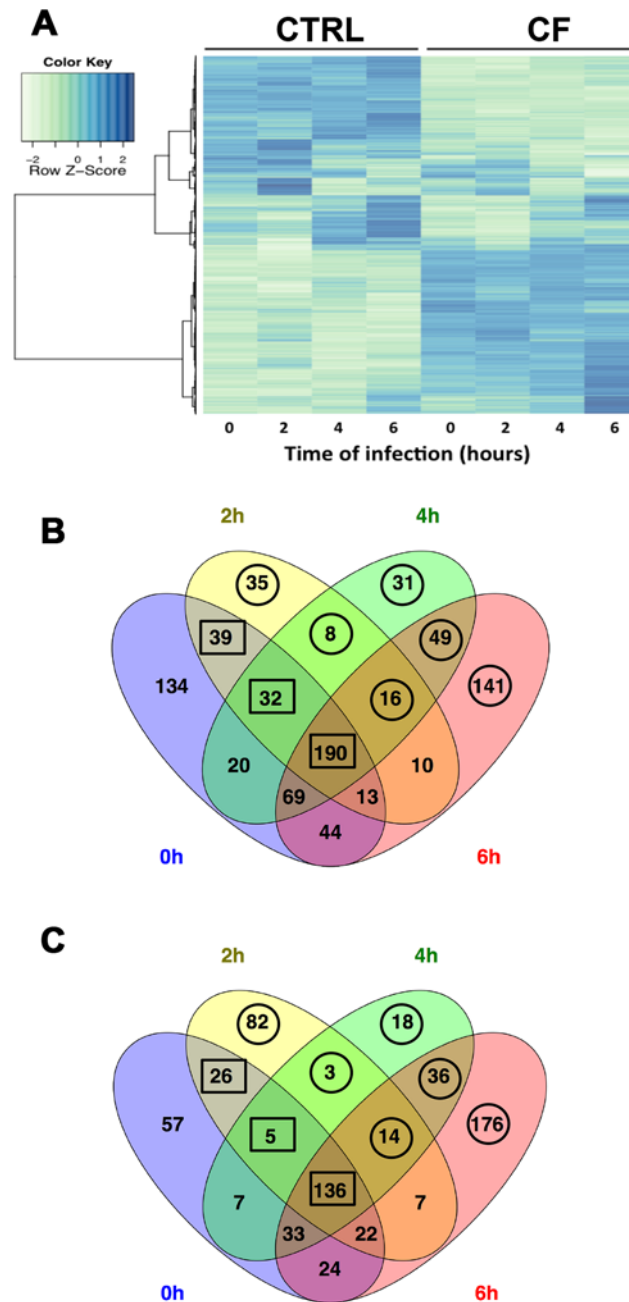 A
CTRL CF
Color Key
−2 −1 0 1 2
Row Z−Score
0 2 4 6 0 2 4 6
Time of infection (hours)
B
2h 4h
35 31
39 8 49
134 32 16 141
190
20 10
69 13
44
0h 6h
C
2h 4h
82 18
26 3 36
57 5 14 176
136
7 7
33 22
24
0h 6h